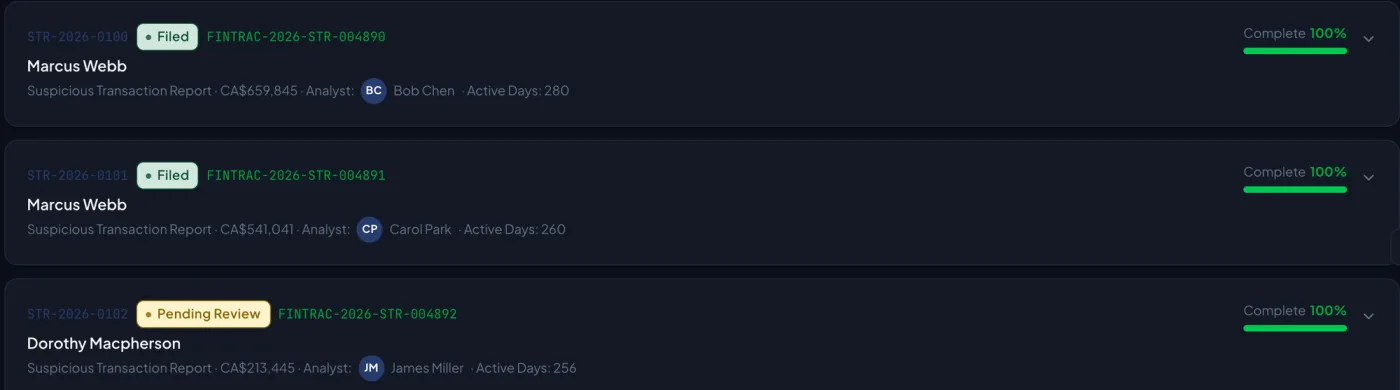 STR-2026-0100 • Filed FINTRAC-2026-STR-004890 Complete 100%
Marcus Webb
Suspicious Transaction Report · CA$659,845 · Analyst: BC Bob Chen · Active Days: 280
STR-2026-0101 • Filed FINTRAC-2026-STR-004891 Complete 100%
Marcus Webb
Suspicious Transaction Report · CA$541,041 · Analyst: CP Carol Park · Active Days: 260
STR-2026-0102 • Pending Review FINTRAC-2026-STR-004892 Complete 100%
Dorothy Macpherson
Suspicious Transaction Report · CA$213,445 · Analyst: JM James Miller · Active Days: 256